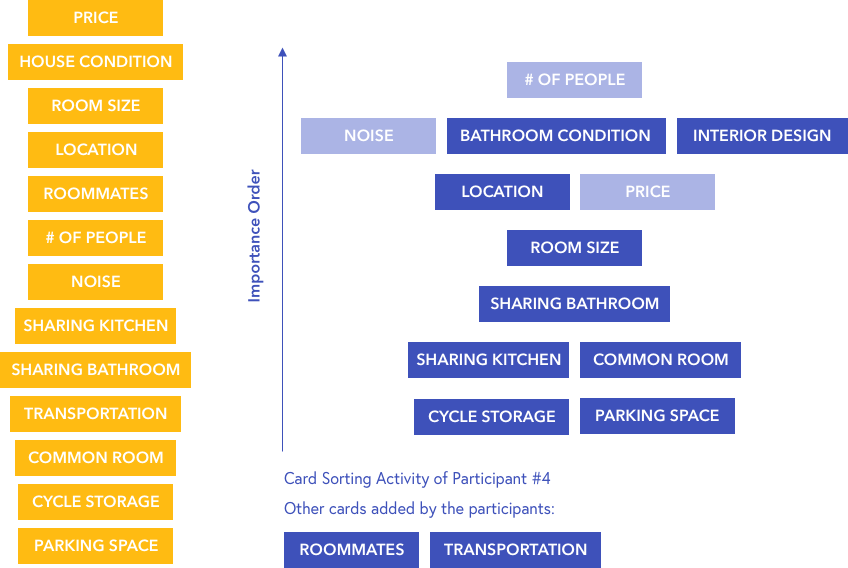 PRICE
HOUSE CONDITION
ROOM SIZE
LOCATION
ROOMMATES
# OF PEOPLE
NOISE
SHARING KITCHEN
SHARING BATHROOM
TRANSPORTATION
COMMON ROOM
CYCLE STORAGE
PARKING SPACE
Importance Order
# OF PEOPLE
NOISE BATHROOM CONDITION INTERIOR DESIGN
LOCATION PRICE
ROOM SIZE
SHARING BATHROOM
SHARING KITCHEN COMMON ROOM
CYCLE STORAGE PARKING SPACE
Card Sorting Activity of Participant #4
Other cards added by the participants:
ROOMMATES TRANSPORTATION